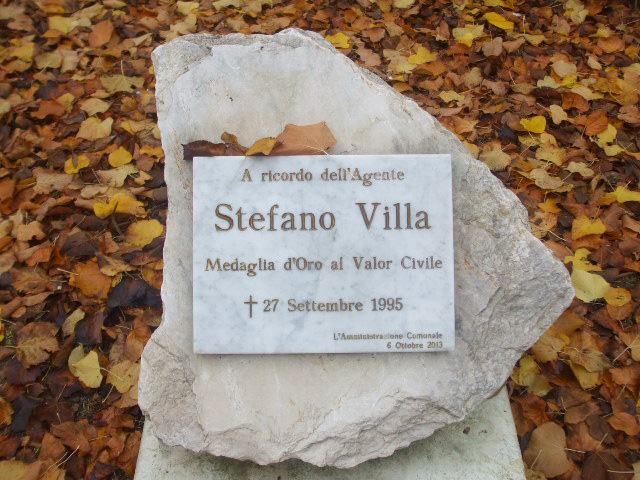 A ricordo dell'Agente
Stefano Villa
Medaglia d'Oro al Valor Civile
† 27 Settembre 1995
L'Amministrazione Comunale
6 Ottobre 2013